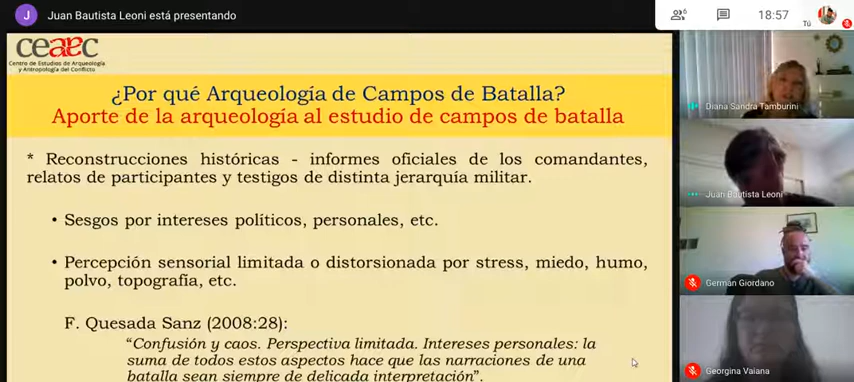 J
Juan Bautista Leoni está presentando
6
18:57
Tú
ceaac
Centro de Estudios de Arqueología
y Antropología del Conflicto
¿Por qué Arqueología de Campos de Batalla?
Aporte de la arqueología al estudio de campos de batalla
* Reconstrucciones históricas - informes oficiales de los comandantes,
relatos de participantes y testigos de distinta jerarquía militar.
• Sesgos por intereses políticos, personales, etc.
• Percepción sensorial limitada o distorsionada por stress, miedo, humo,
polvo, topografía, etc.
F. Quesada Sanz (2008:28):
“Confusión y caos. Perspectiva limitada. Intereses personales: la
suma de todos estos aspectos hace que las narraciones de una
batalla sean siempre de delicada interpretación”.
Diana Sandra Tamburini
Juan Bautista Leoni
Germán Giordano
Georgina Vaiana